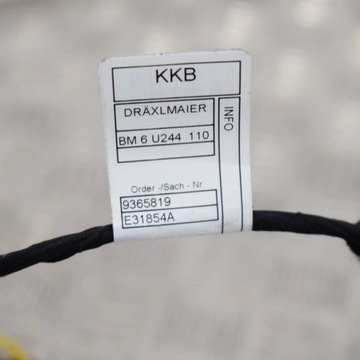 KKB
DRÄXLMAIER
INFO
BM 6 U244 110
Order -/Sach - Nr.
9365819
E31854A